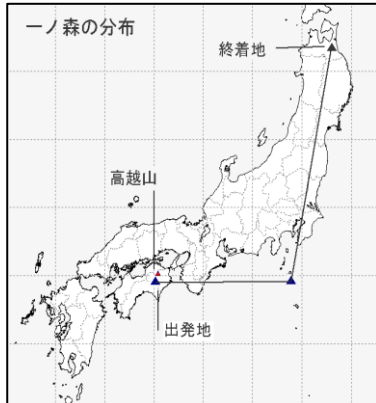 一ノ森の分布
終着地
高越山
出発地